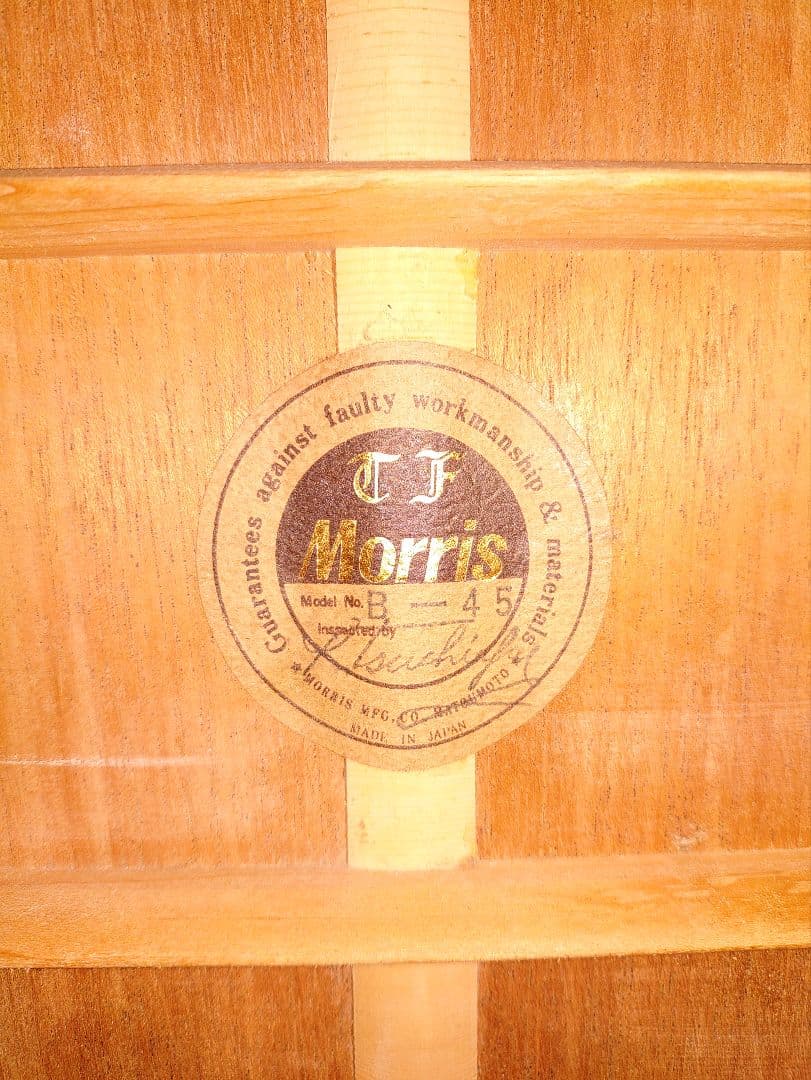 Guarantees against faulty workmanship & materials
TF
Morris
Model No. B - 45
Inspected by
★ MORRIS MFG. CO. MATSUMOTO ★
MADE IN JAPAN